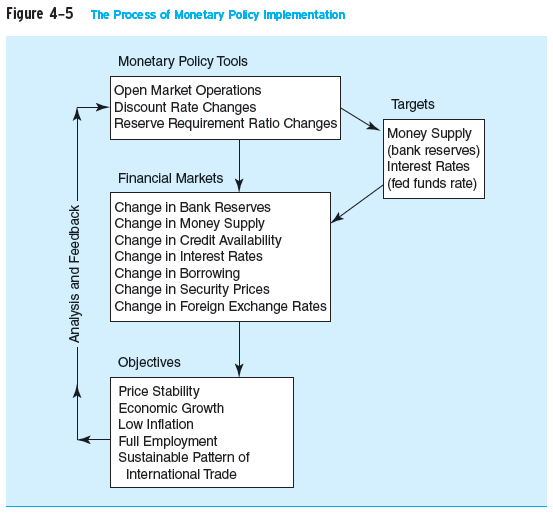 Figure 4–5 The Process of Monetary Policy Implementation
Monetary Policy Tools
Open Market Operations
Discount Rate Changes
Reserve Requirement Ratio Changes
Targets
Money Supply
(bank reserves)
Interest Rates
(fed funds rate)
Financial Markets
Change in Bank Reserves
Change in Money Supply
Change in Credit Availability
Change in Interest Rates
Change in Borrowing
Change in Security Prices
Change in Foreign Exchange Rates
Analysis and Feedback
Objectives
Price Stability
Economic Growth
Low Inflation
Full Employment
Sustainable Pattern of
International Trade